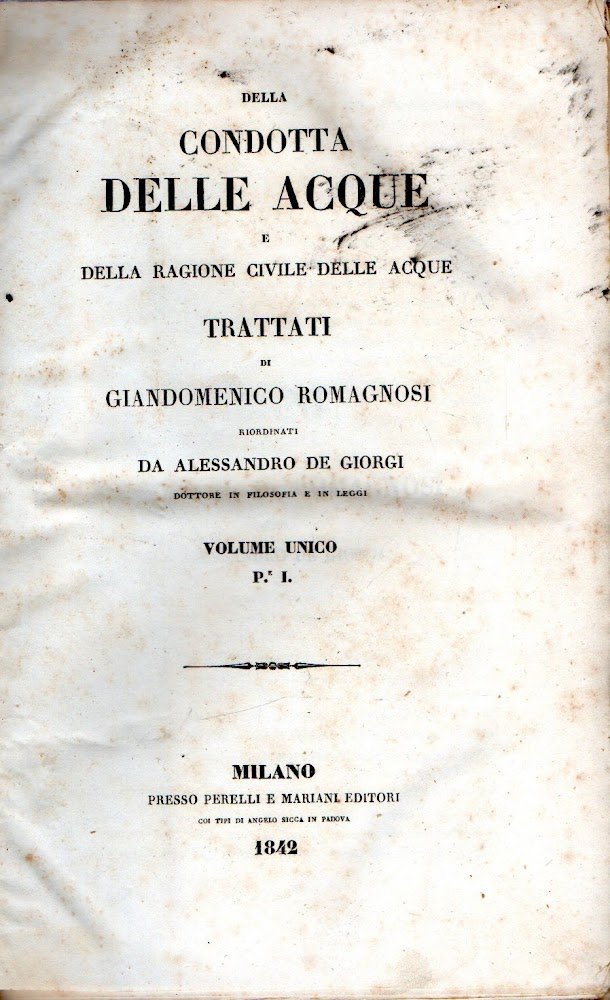 DELLA
CONDOTTA
DELLE ACQUE
E
DELLA RAGIONE CIVILE DELLE ACQUE
TRATTATI
DI
GIANDOMENICO ROMAGNOSI
RIORDINATI
DA ALESSANDRO DE GIORGI
DOTTORE IN FILOSOFIA E IN LEGGI
VOLUME UNICO
P.ᵉ I.
MILANO
PRESSO PERELLI E MARIANI EDITORI
COI TIPI DI ANGELO SICCA IN PADOVA
1842